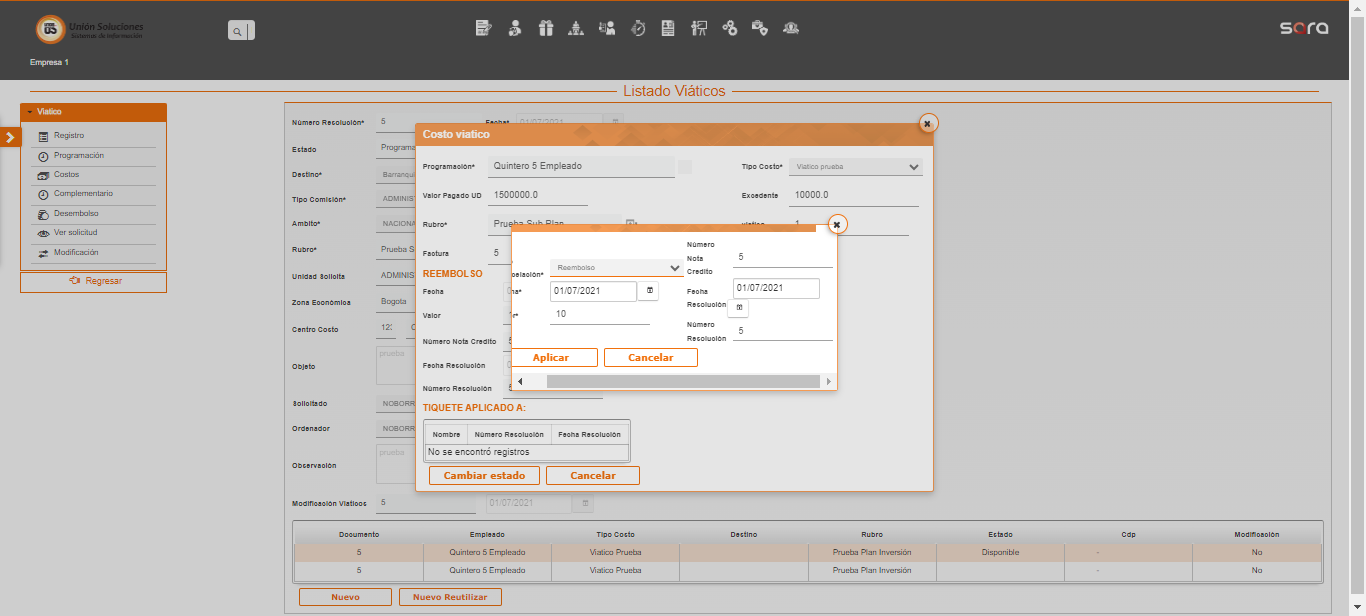 Unión Soluciones
Sistemas de Información
Empresa 1
sora
Listado Viáticos
Viatico
Registro
Programación
Costos
Complementario
Desembolso
Ver solicitud
Modificación
Regresar
Número Resolución* 5 Fecha* 01/07/2021
Estado Programa
Destino* Barranqui
Tipo Comisión* ADMINIS
Ambito* NACIONA
Rubro* Prueba S
Unidad Solicita ADMINIS
Zona Económica Bogota
Centro Costo 123
Objeto prueba
Solicitado NOBORR
Ordenador NOBORR
Observación prueba
Modificación Viaticos 5 01/07/2021
Costo viatico
Programación* Quintero 5 Empleado Tipo Costo* Viatico prueba
Valor Pagado UD 1500000.0 Excedente 10000.0
Rubro* Prueba Sub Plan viatico 1
Factura 5
REEMBOLSO
Fecha
Valor
Número Nota Credito 5
Fecha Resolución
Número Resolución 5
TIQUETE APLICADO A:
Nombre Número Resolución Fecha Resolución
No se encontró registros
Cambiar estado Cancelar
celación* Reembolso
ha* 01/07/2021
r* 10
Número Nota Credito 5
Fecha Resolución 01/07/2021
Número Resolución 5
Aplicar Cancelar
Documento Empleado Tipo Costo Destino Rubro Estado Cdp Modificación
5 Quintero 5 Empleado Viatico Prueba Prueba Plan Inversión Disponible - No
5 Quintero 5 Empleado Viatico Prueba Prueba Plan Inversión - No
Nuevo Nuevo Reutilizar